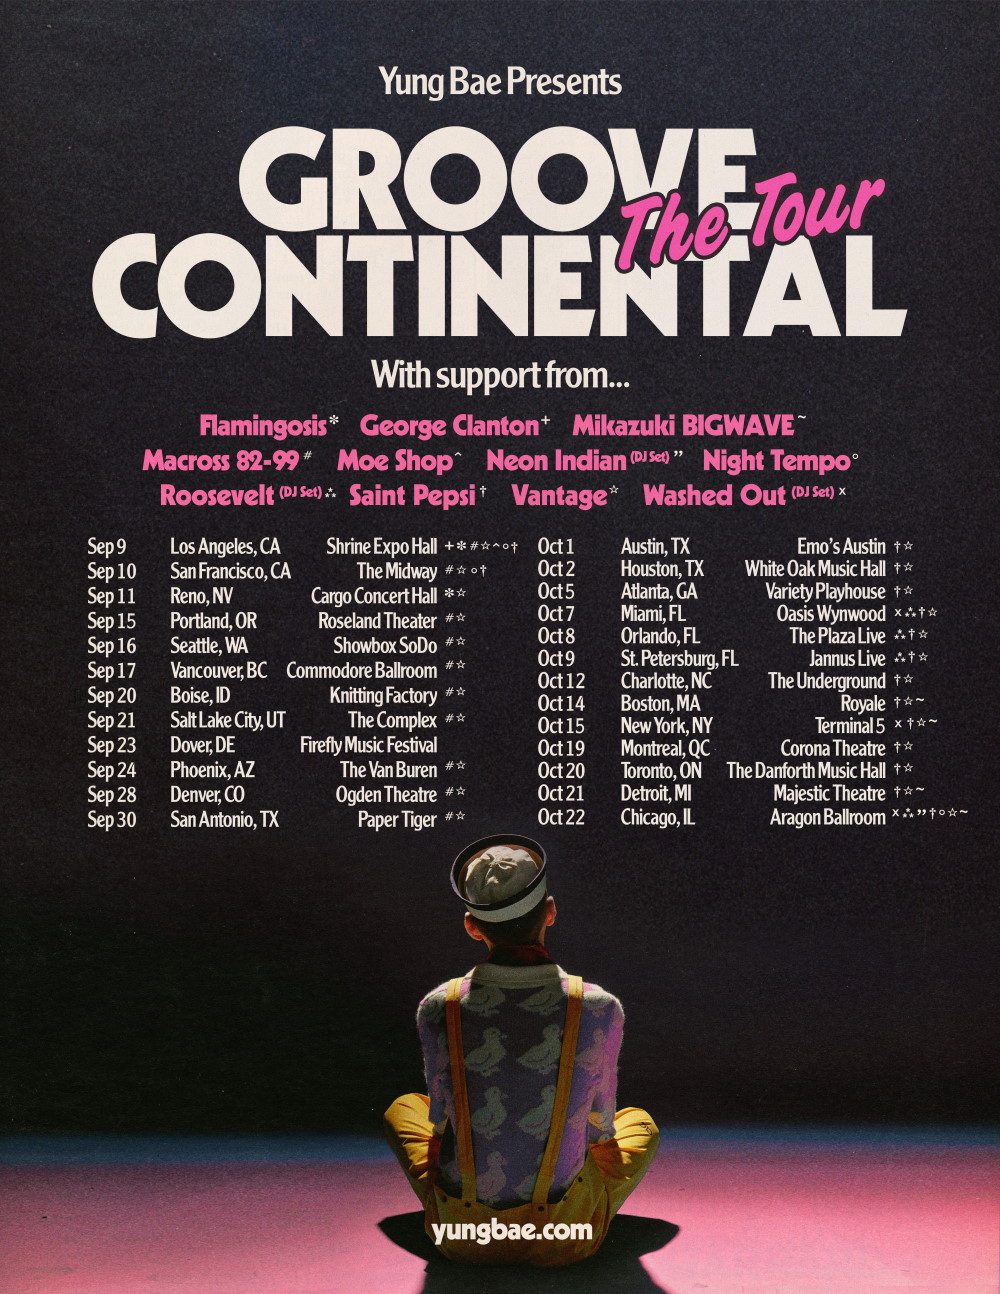 Yung Bae Presents
GROOVE
The Tour
CONTINENTAL
With support from...
Flamingosis* George Clanton+ Mikazuki BIGWAVE~
Macross 82-99 # Moe Shop^ Neon Indian (DJ Set) ” Night Tempo°
Roosevelt (DJ Set) ⁂ Saint Pepsi † Vantage☆ Washed Out (DJ Set) x
Sep 9 Los Angeles, CA Shrine Expo Hall +*#☆^°†
Sep 10 San Francisco, CA The Midway #☆°†
Sep 11 Reno, NV Cargo Concert Hall *☆
Sep 15 Portland, OR Roseland Theater #☆
Sep 16 Seattle, WA Showbox SoDo #☆
Sep 17 Vancouver, BC Commodore Ballroom #☆
Sep 20 Boise, ID Knitting Factory #☆
Sep 21 Salt Lake City, UT The Complex #☆
Sep 23 Dover, DE Firefly Music Festival
Sep 24 Phoenix, AZ The Van Buren #☆
Sep 28 Denver, CO Ogden Theatre #☆
Sep 30 San Antonio, TX Paper Tiger #☆
Oct 1 Austin, TX Emo's Austin †☆
Oct 2 Houston, TX White Oak Music Hall †☆
Oct 5 Atlanta, GA Variety Playhouse †☆
Oct 7 Miami, FL Oasis Wynwood x⁂†☆
Oct 8 Orlando, FL The Plaza Live ⁂†☆
Oct 9 St. Petersburg, FL Jannus Live ⁂†☆
Oct 12 Charlotte, NC The Underground †☆
Oct 14 Boston, MA Royale †☆~
Oct 15 New York, NY Terminal 5 x†☆~
Oct 19 Montreal, QC Corona Theatre †☆
Oct 20 Toronto, ON The Danforth Music Hall †☆
Oct 21 Detroit, MI Majestic Theatre †☆~
Oct 22 Chicago, IL Aragon Ballroom x⁂”†°☆~
yungbae.com